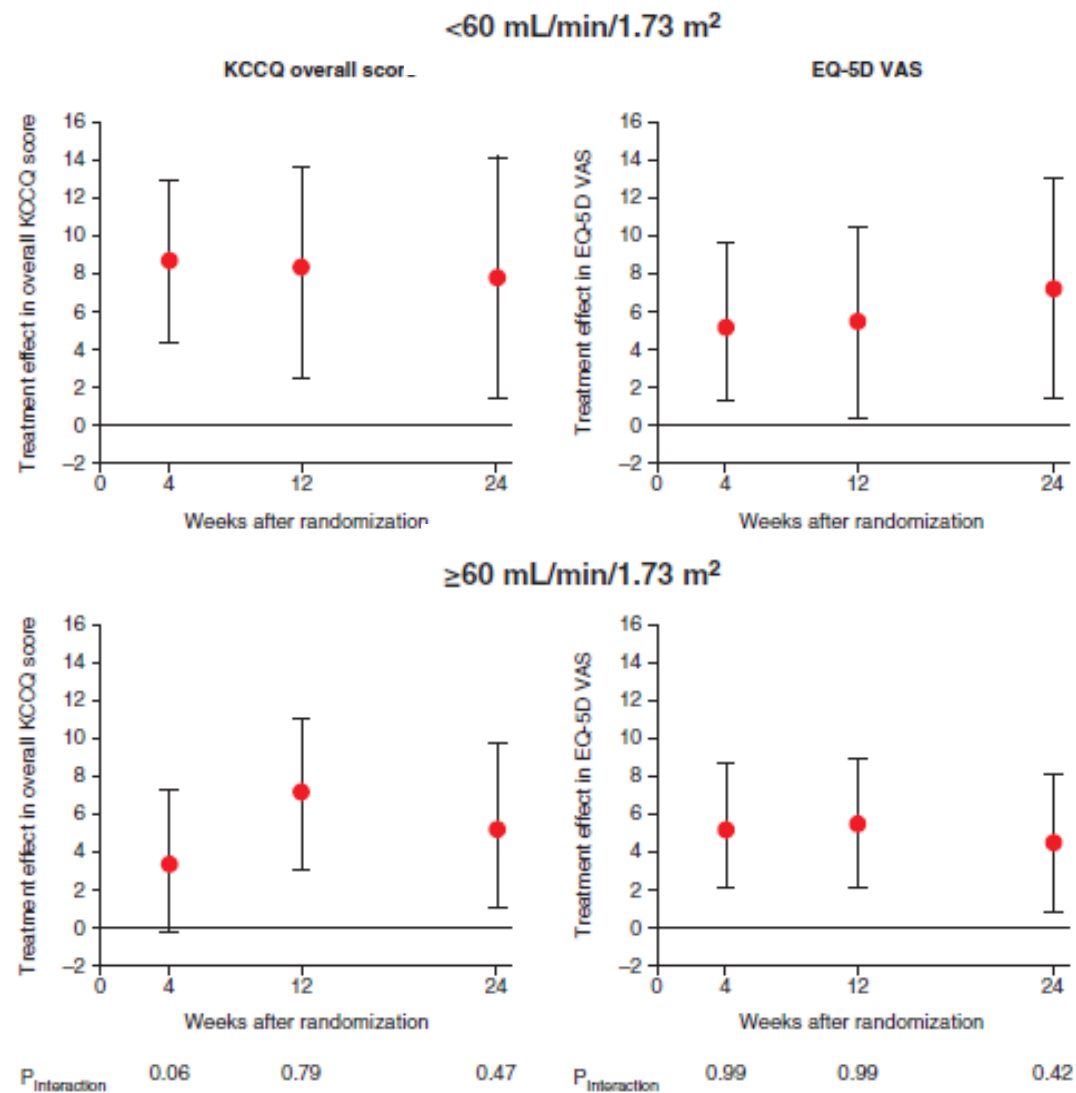 <60 mL/min/1.73 m²
KCCQ overall scor
EQ-5D VAS
Treatment effect in overall KCCQ score
16
14
12
10
8
6
4
2
0
–2
0 4 12 24
Weeks after randomization
Treatment effect in EQ-5D VAS
16
14
12
10
8
6
4
2
0
–2
0 4 12 24
Weeks after randomization
≥60 mL/min/1.73 m²
Treatment effect in overall KCCQ score
16
14
12
10
8
6
4
2
0
–2
0 4 12 24
Weeks after randomization
Treatment effect in EQ-5D VAS
16
14
12
10
8
6
4
2
0
–2
0 4 12 24
Weeks after randomization
PInteraction 0.06 0.79 0.47
PInteraction 0.99 0.99 0.42